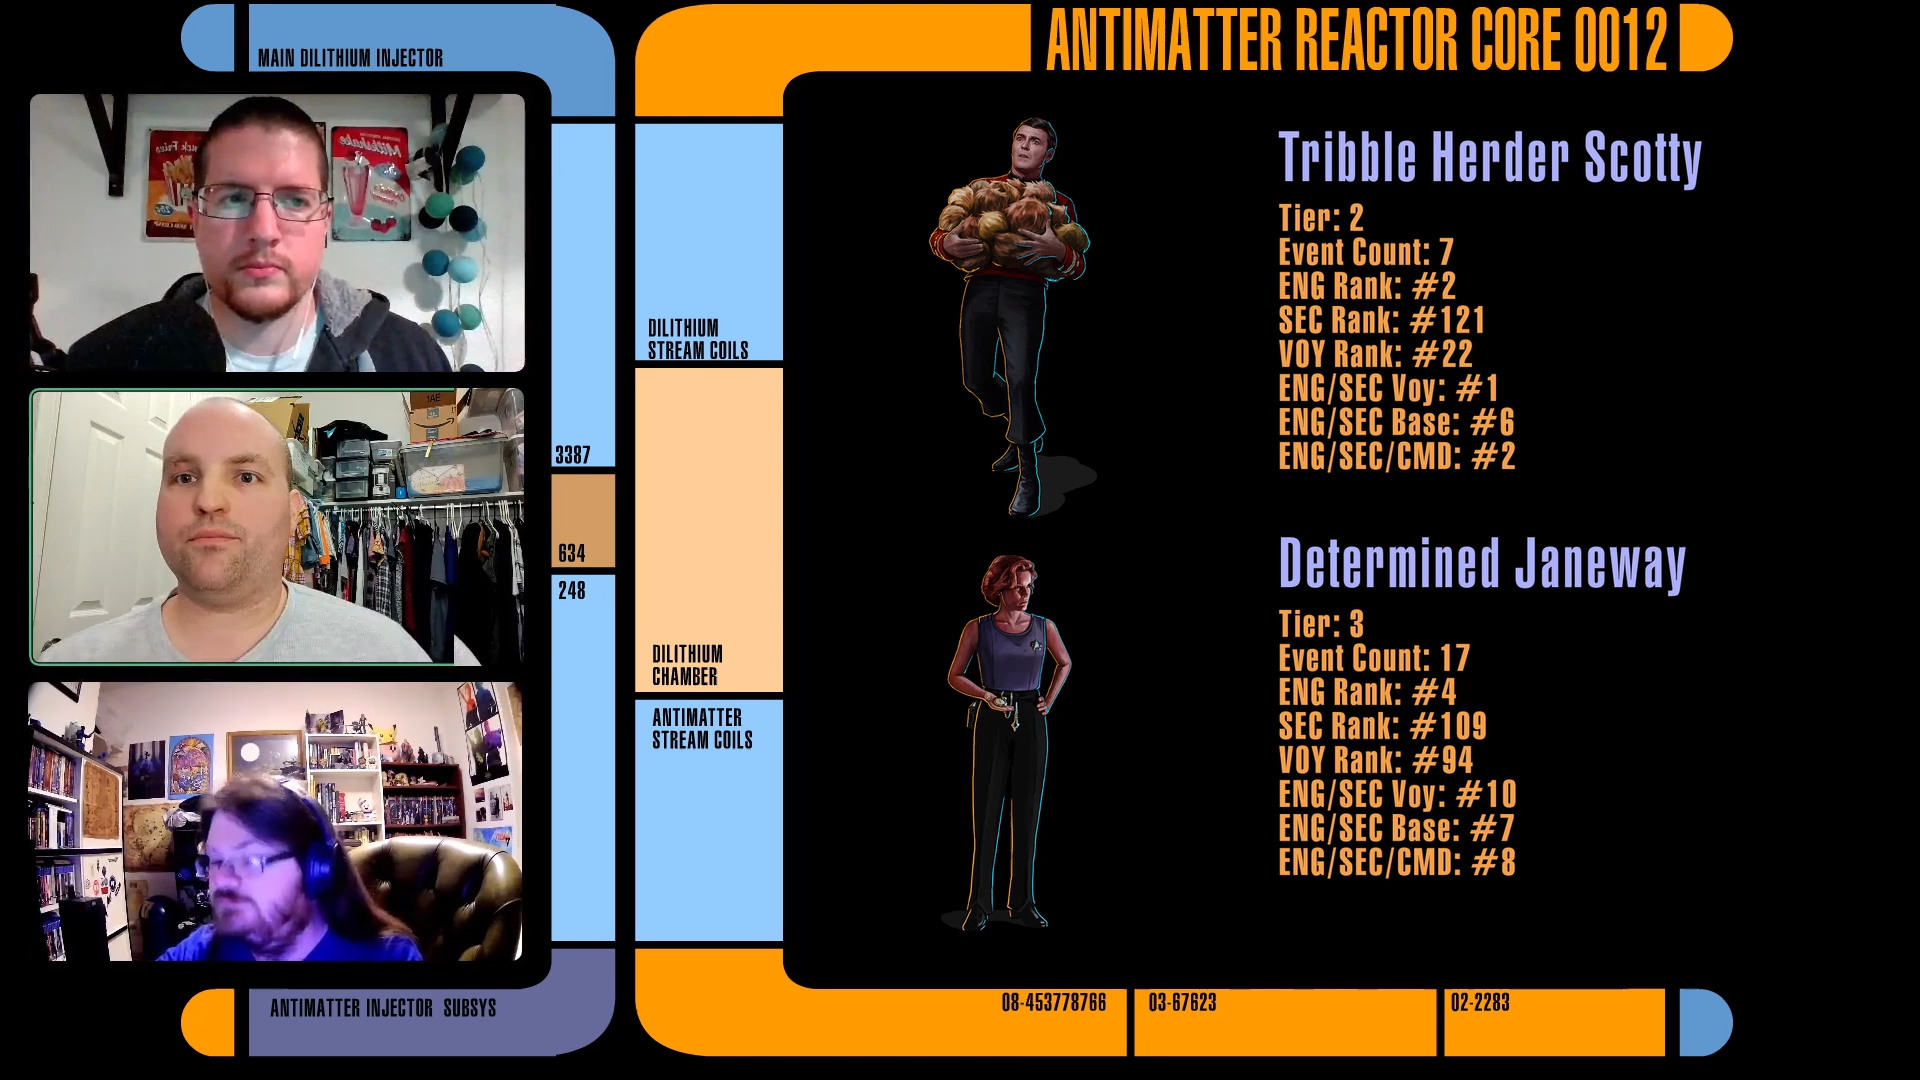 MAIN DILITHIUM INJECTOR
ANTIMATTER REACTOR CORE 0012
Milkshake
1AE
3387
634
248
DILITHIUM
STREAM COILS
DILITHIUM
CHAMBER
ANTIMATTER
STREAM COILS
Tribble Herder Scotty
Tier: 2
Event Count: 7
ENG Rank: #2
SEC Rank: #121
VOY Rank: #22
ENG/SEC Voy: #1
ENG/SEC Base: #6
ENG/SEC/CMD: #2
Determined Janeway
Tier: 3
Event Count: 17
ENG Rank: #4
SEC Rank: #109
VOY Rank: #94
ENG/SEC Voy: #10
ENG/SEC Base: #7
ENG/SEC/CMD: #8
ANTIMATTER INJECTOR SUBSYS
08-453778766
03-67623
02-2283